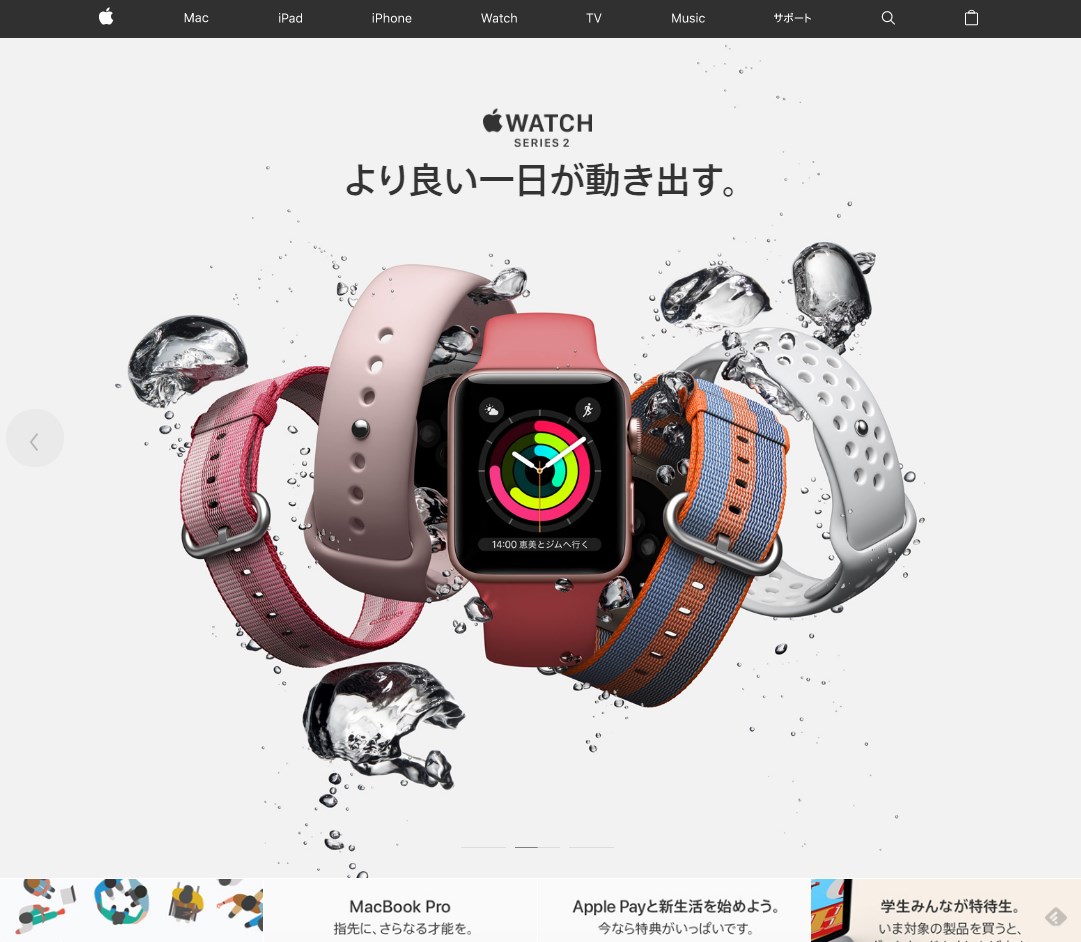 Mac
iPad
iPhone
Watch
TV
Music
サポート
WATCH
SERIES 2
より良い一日が動き出す。
14:00 恵美とジムへ行く
MacBook Pro
指先に、さらなる才能を。
Apple Payと新生活を始めよう。
今なら特典がいっぱいです。
学生みんなが特待生。
いま対象の製品を買うと、